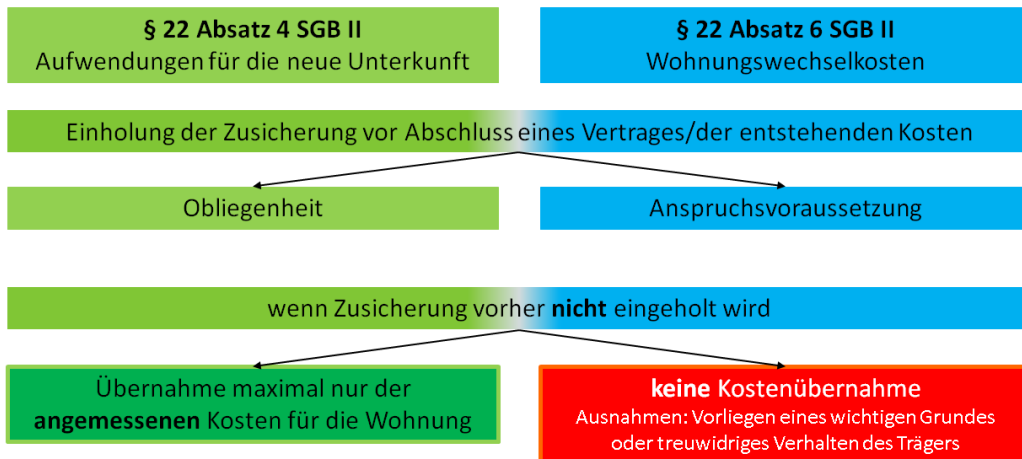 § 22 Absatz 4 SGB II
Aufwendungen für die neue Unterkunft
§ 22 Absatz 6 SGB II
Wohnungswechselkosten
Einholung der Zusicherung vor Abschluss eines Vertrages/der entstehenden Kosten
Obliegenheit
Anspruchsvoraussetzung
wenn Zusicherung vorher nicht eingeholt wird
Übernahme maximal nur der
angemessenen Kosten für die Wohnung
keine Kostenübernahme
Ausnahmen: Vorliegen eines wichtigen Grundes
oder treuwidriges Verhalten des Trägers